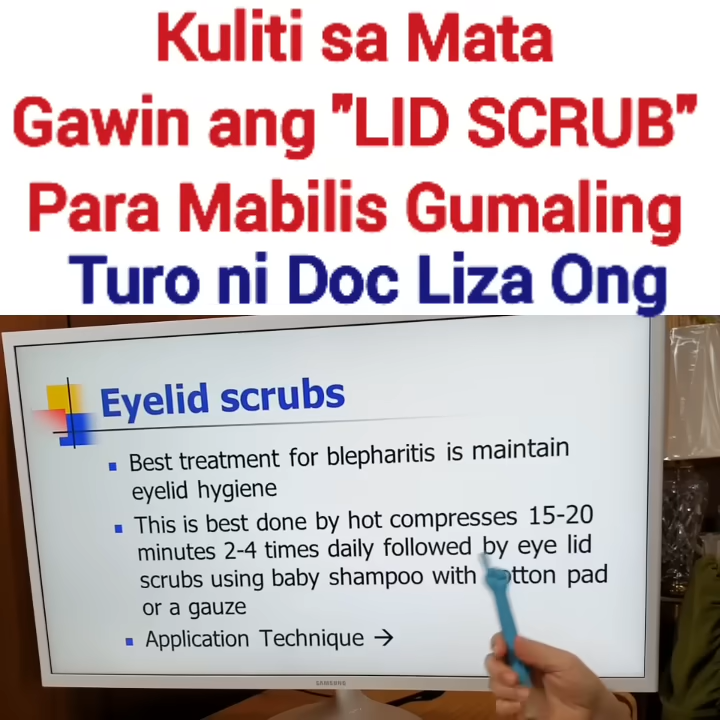 Kuliti sa Mata
Gawin ang "LID SCRUB"
Para Mabilis Gumaling
Turo ni Doc Liza Ong
Eyelid scrubs
Best treatment for blepharitis is maintain
eyelid hygiene
This is best done by hot compresses 15-20
minutes 2-4 times daily followed by eye lid
scrubs using baby shampoo with pad
or a gauze
Application Technique →
SAMSUNG